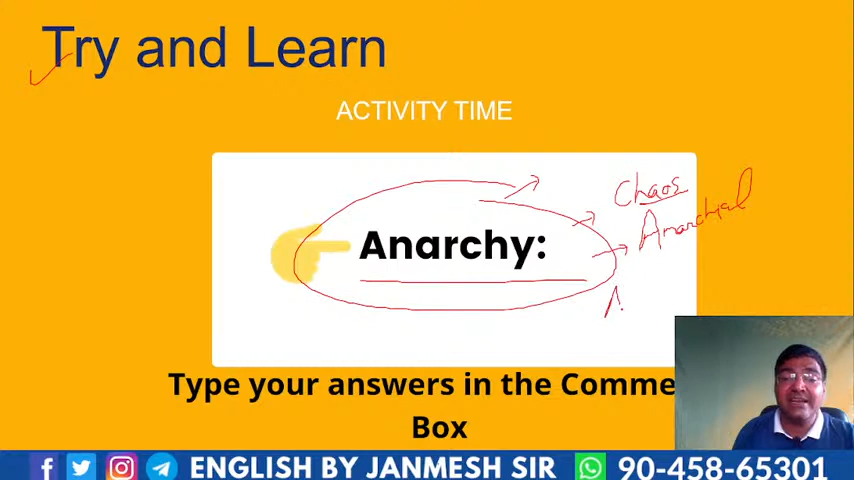 Try and Learn
ACTIVITY TIME
Chaos
Anarchial
Anarchy:
A
Type your answers in the Comme
Box
ENGLISH BY JANMESH SIR 90-458-65301